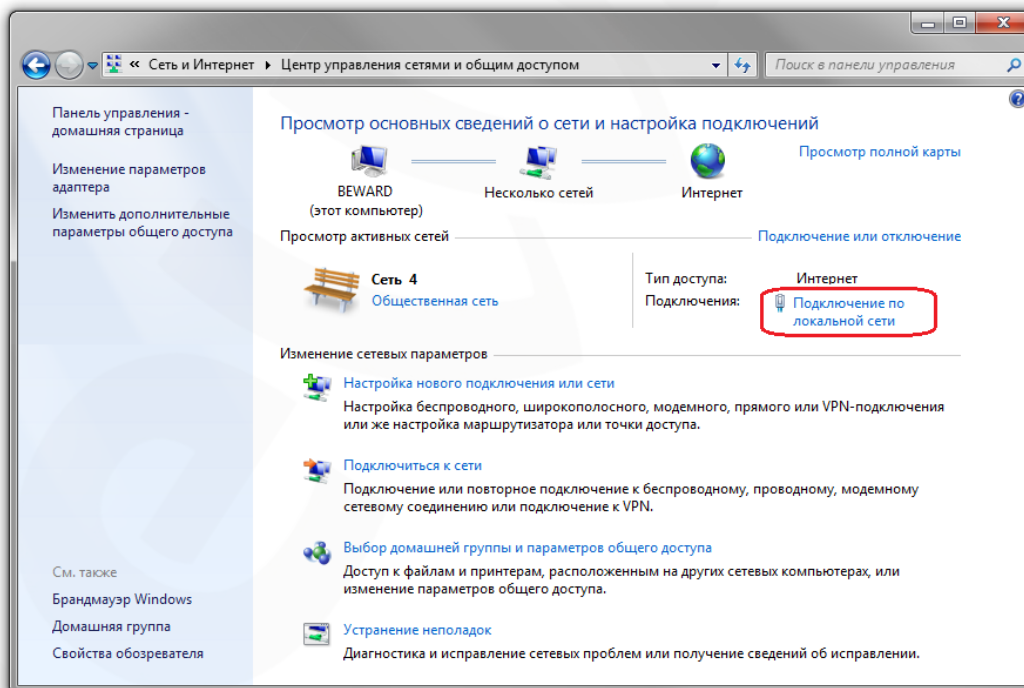 « Сеть и Интернет ▸ Центр управления сетями и общим доступом
Поиск в панели управления
Панель управления -
домашняя страница
Изменение параметров
адаптера
Изменить дополнительные
параметры общего доступа
Просмотр основных сведений о сети и настройка подключений
Просмотр полной карты
BEWARD
(этот компьютер)
Несколько сетей
Интернет
Просмотр активных сетей
Подключение или отключение
Сеть 4
Общественная сеть
Тип доступа: Интернет
Подключения: Подключение по
локальной сети
Изменение сетевых параметров
Настройка нового подключения или сети
Настройка беспроводного, широкополосного, модемного, прямого или VPN-подключения
или же настройка маршрутизатора или точки доступа.
Подключиться к сети
Подключение или повторное подключение к беспроводному, проводному, модемному
сетевому соединению или подключение к VPN.
Выбор домашней группы и параметров общего доступа
Доступ к файлам и принтерам, расположенным на других сетевых компьютерах, или
изменение параметров общего доступа.
Устранение неполадок
Диагностика и исправление сетевых проблем или получение сведений об исправлении.
См. также
Брандмауэр Windows
Домашняя группа
Свойства обозревателя